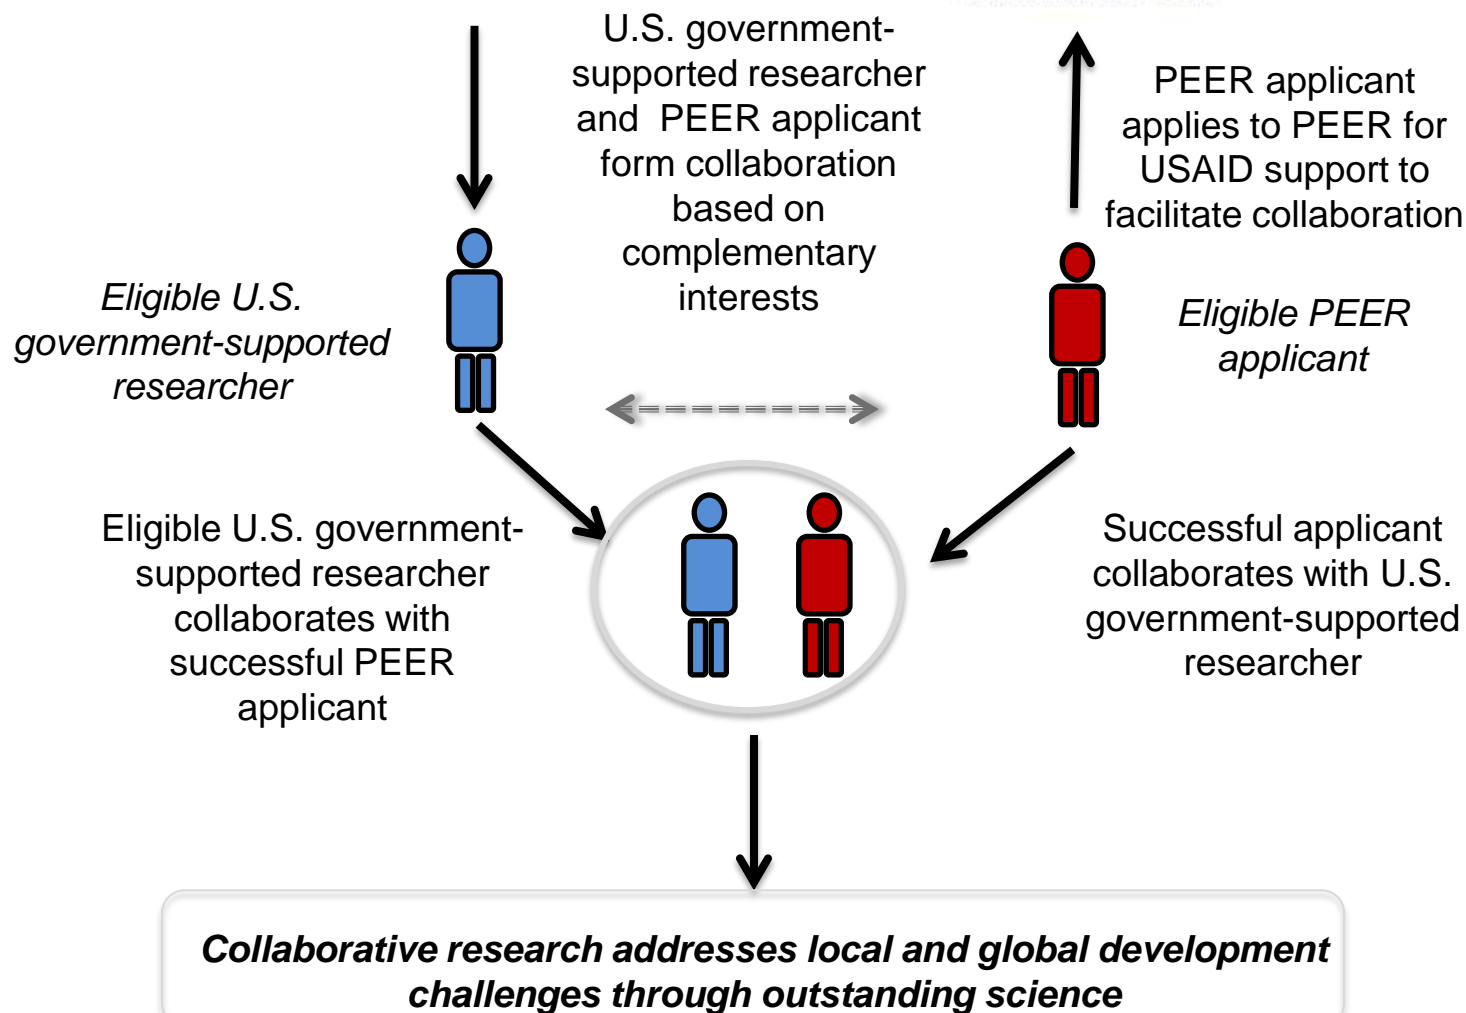 U.S. government-
supported researcher
and PEER applicant
form collaboration
based on
complementary
interests
PEER applicant
applies to PEER for
USAID support to
facilitate collaboration
Eligible U.S.
government-supported
researcher
Eligible PEER
applicant
Eligible U.S. government-
supported researcher
collaborates with
successful PEER
applicant
Successful applicant
collaborates with U.S.
government-supported
researcher
Collaborative research addresses local and global development
challenges through outstanding science